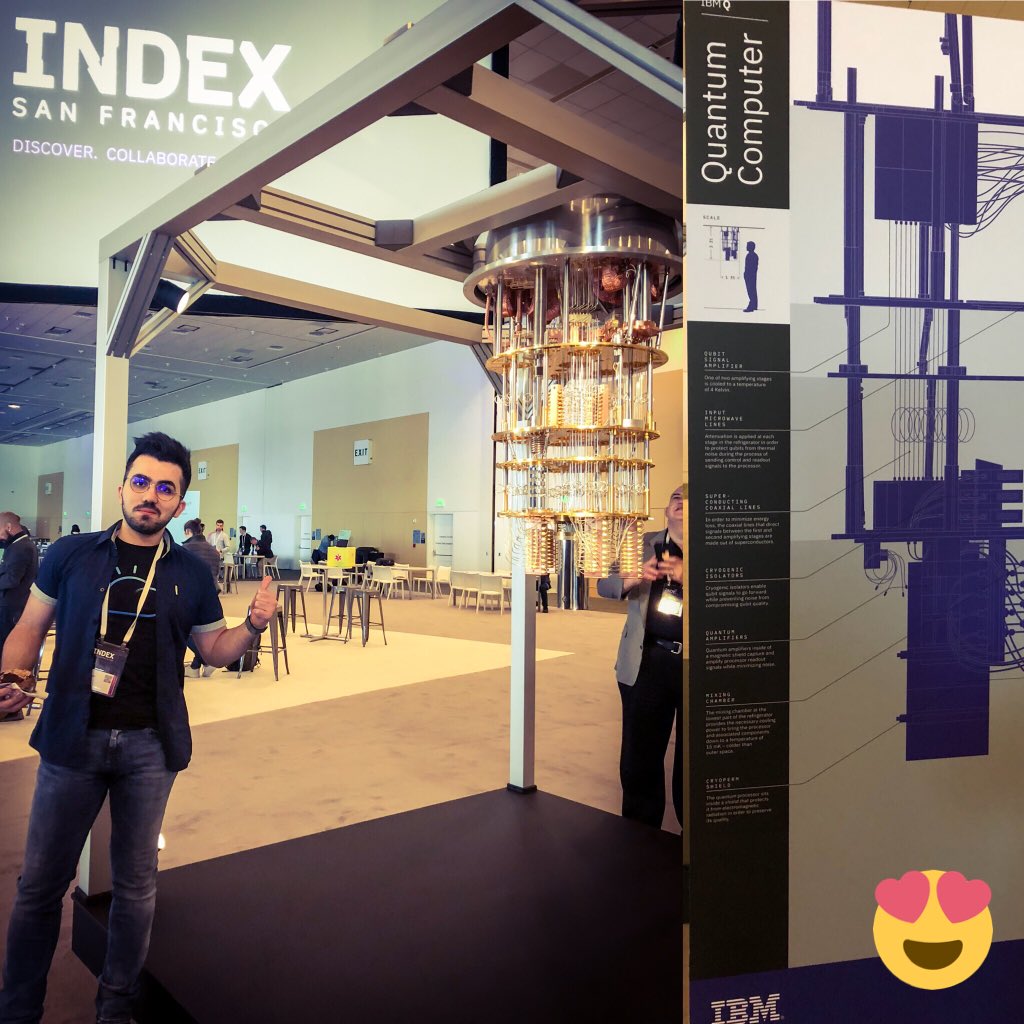 INDEX
SAN FRANCISC
DISCOVER. COLLABORATE
EXIT
EXIT
INDEX
IBM Q
Quantum
Computer
SCALE
QUBIT
SIGNAL
AMPLIFIER
One of two amplifying stages
is cooled to a temperature
of 4 Kelvin.
INPUT
MICROWAVE
LINES
Attenuation is applied at each
stage in the refrigerator in order
to protect qubits from thermal
noise during the process of
sending control and readout
signals to the processor.
SUPER-
CONDUCTING
COAXIAL LINES
In order to minimize energy
loss, the coaxial lines that direct
signals between the first and
second amplifying stages are
made out of superconductors.
CRYOGENIC
ISOLATORS
Cryogenic isolators enable
qubit signals to go forward
while preventing noise from
compromising qubit quality.
QUANTUM
AMPLIFIERS
Quantum amplifiers inside of
a magnetic shield capture and
amplify processor readout
signals while minimizing noise.
MIXING
CHAMBER
The mixing chamber at the
lowest part of the refrigerator
provides the necessary cooling
power to bring the processor
and associated components
down to a temperature of
15 mK – colder than
outer space.
CRYOPERM
SHIELD
The quantum processor sits
inside a shield that protects
it from electromagnetic
radiation in order to preserve
its quality.
IBM